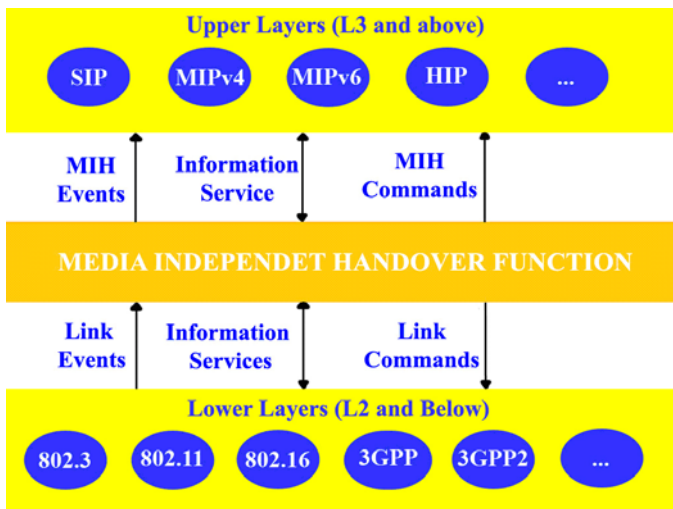 Upper Layers (L3 and above)
SIP MIPv4 MIPv6 HIP ...
MIH Information MIH
Events Service Commands
MEDIA INDEPENDET HANDOVER FUNCTION
Link Information Link
Events Services Commands
Lower Layers (L2 and Below)
802.3 802.11 802.16 3GPP 3GPP2 ...